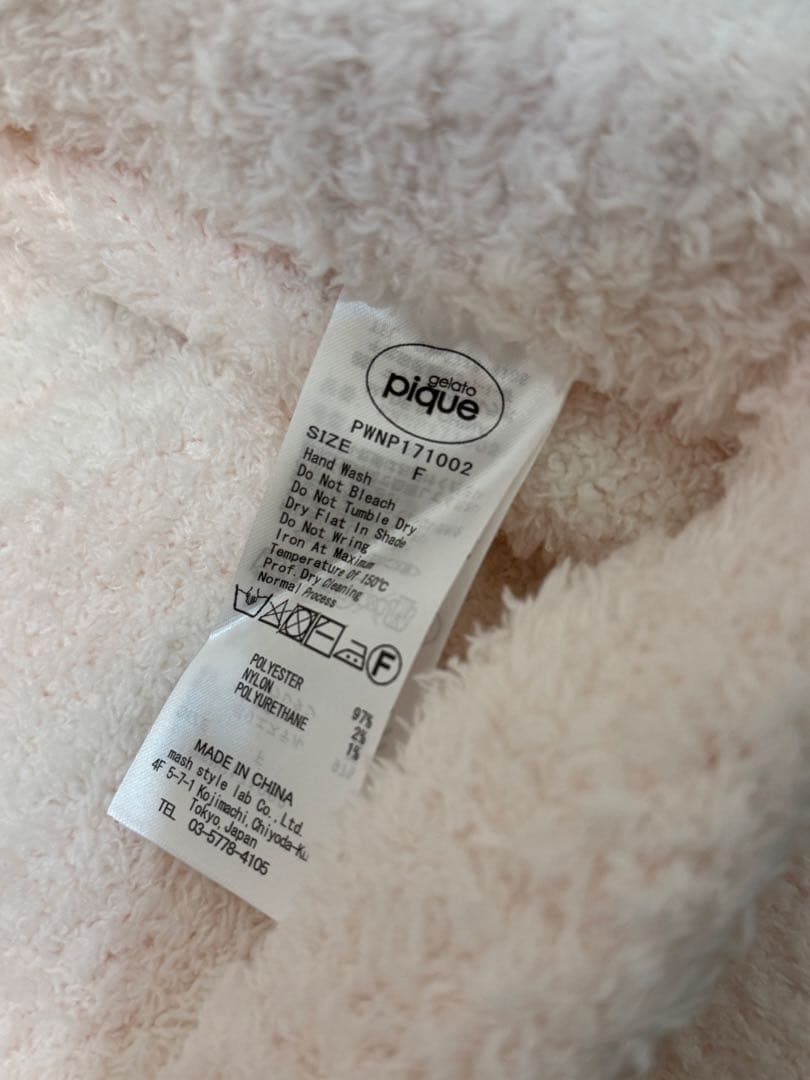 gelato
pique
PWNP171002
SIZE F
Hand Wash
Do Not Bleach
Do Not Tumble Dry
Dry Flat In Shade
Do Not Wring
Iron At Maximum
Temperature Of 150℃
Prof. Dry Cleaning
Normal Process
F
POLYESTER 97%
NYLON 2%
POLYURETHANE 1%
MADE IN CHINA
mash style lab Co.,Ltd.
4F 5-7-1 Kojimachi,Chiyoda-Ku
Tokyo,Japan
TEL 03-5778-4105